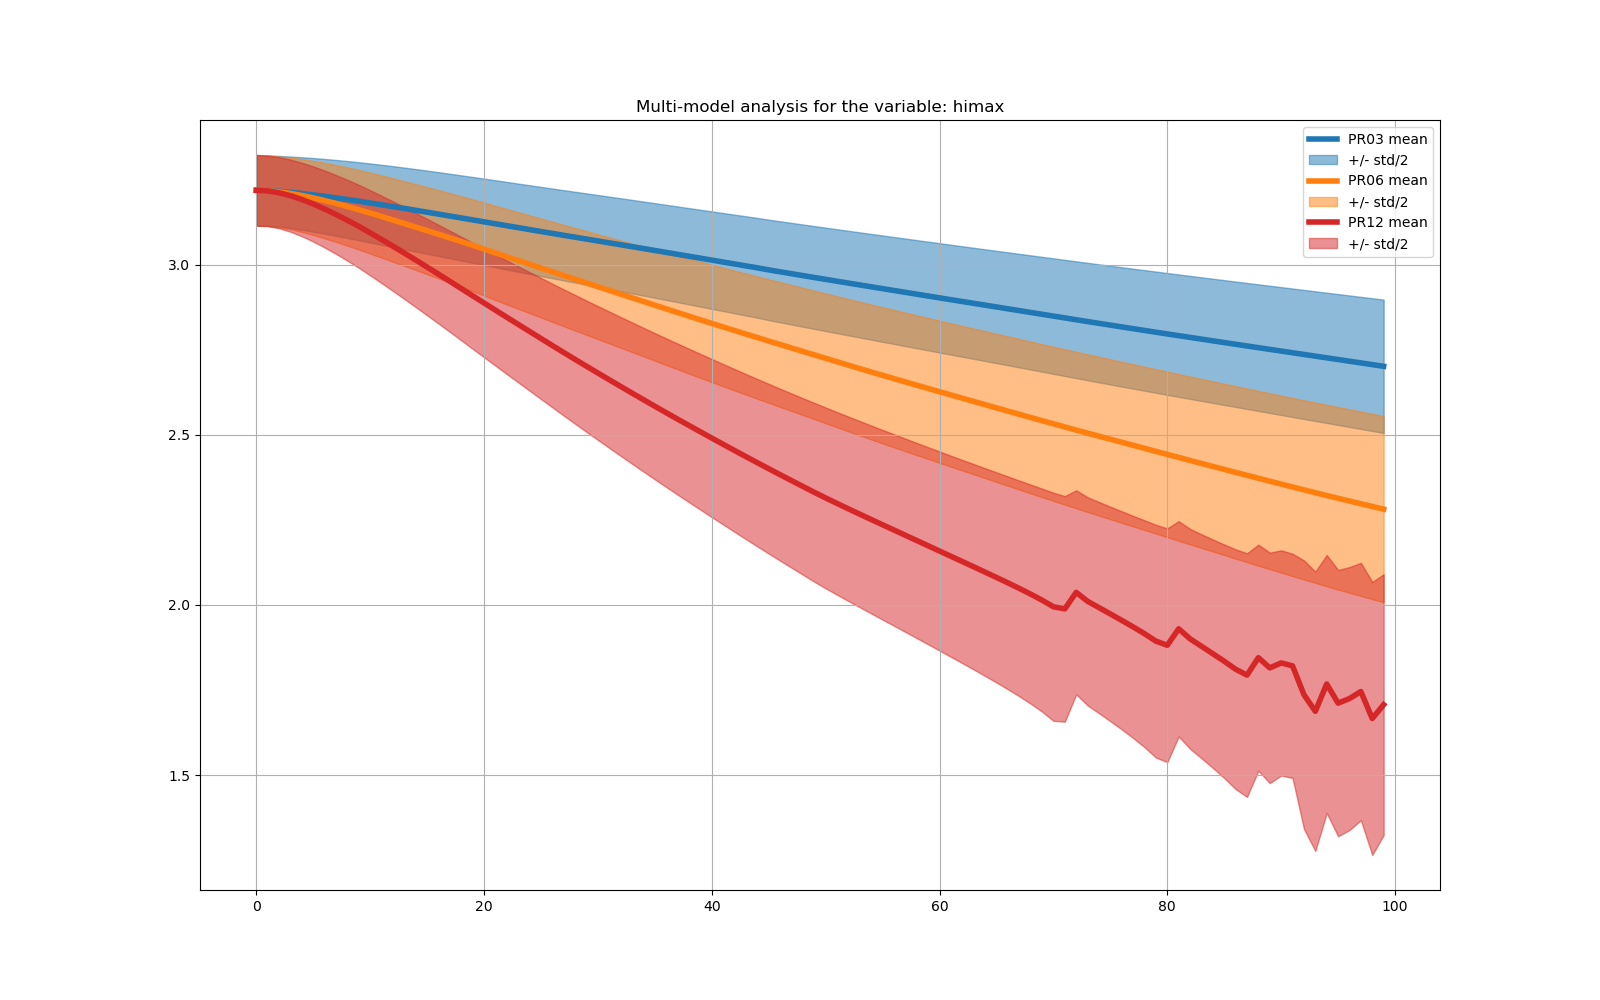 Multi-model analysis for the variable: himax
PR03 mean
+/- std/2
PR06 mean
+/- std/2
PR12 mean
+/- std/2
3.0
2.5
2.0
1.5
0 20 40 60 80 100